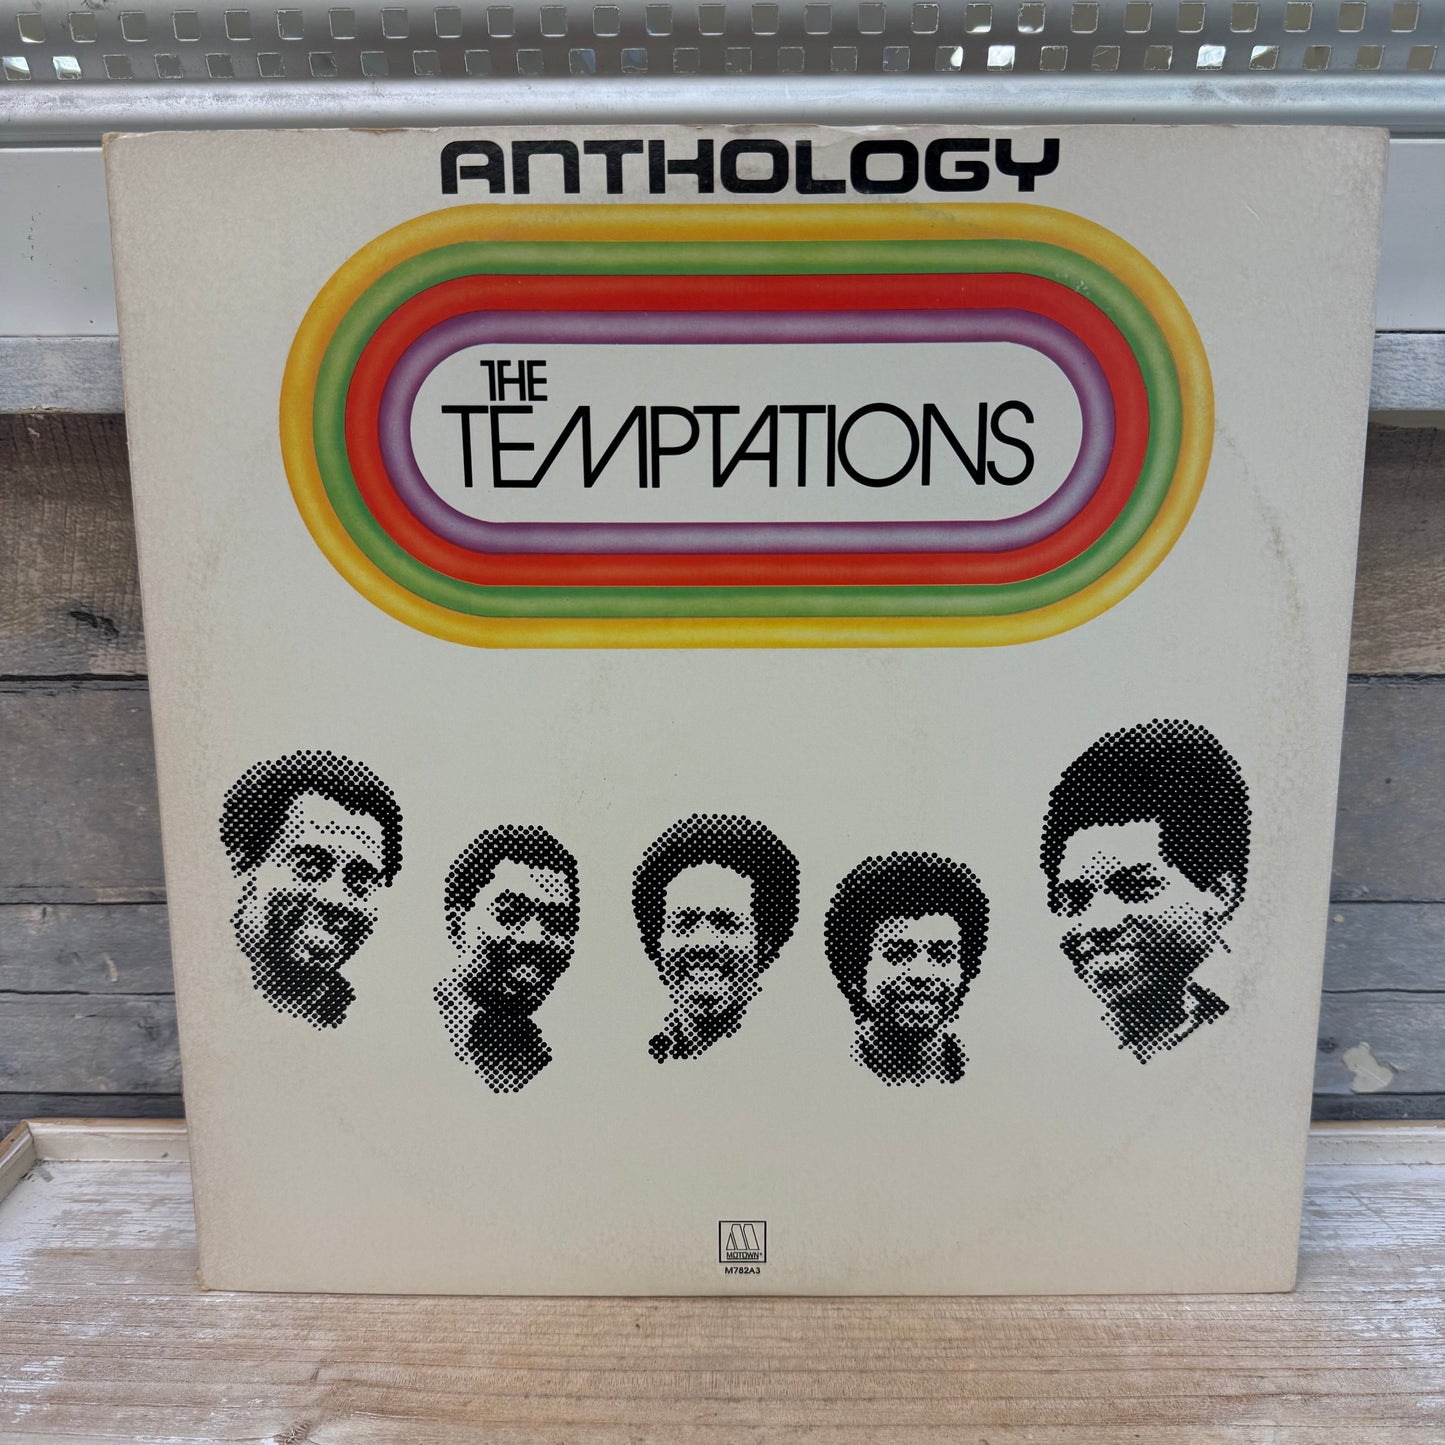 ANTHOLOGY
THE
TEMPTATIONS
MOTOWN®
M782A3